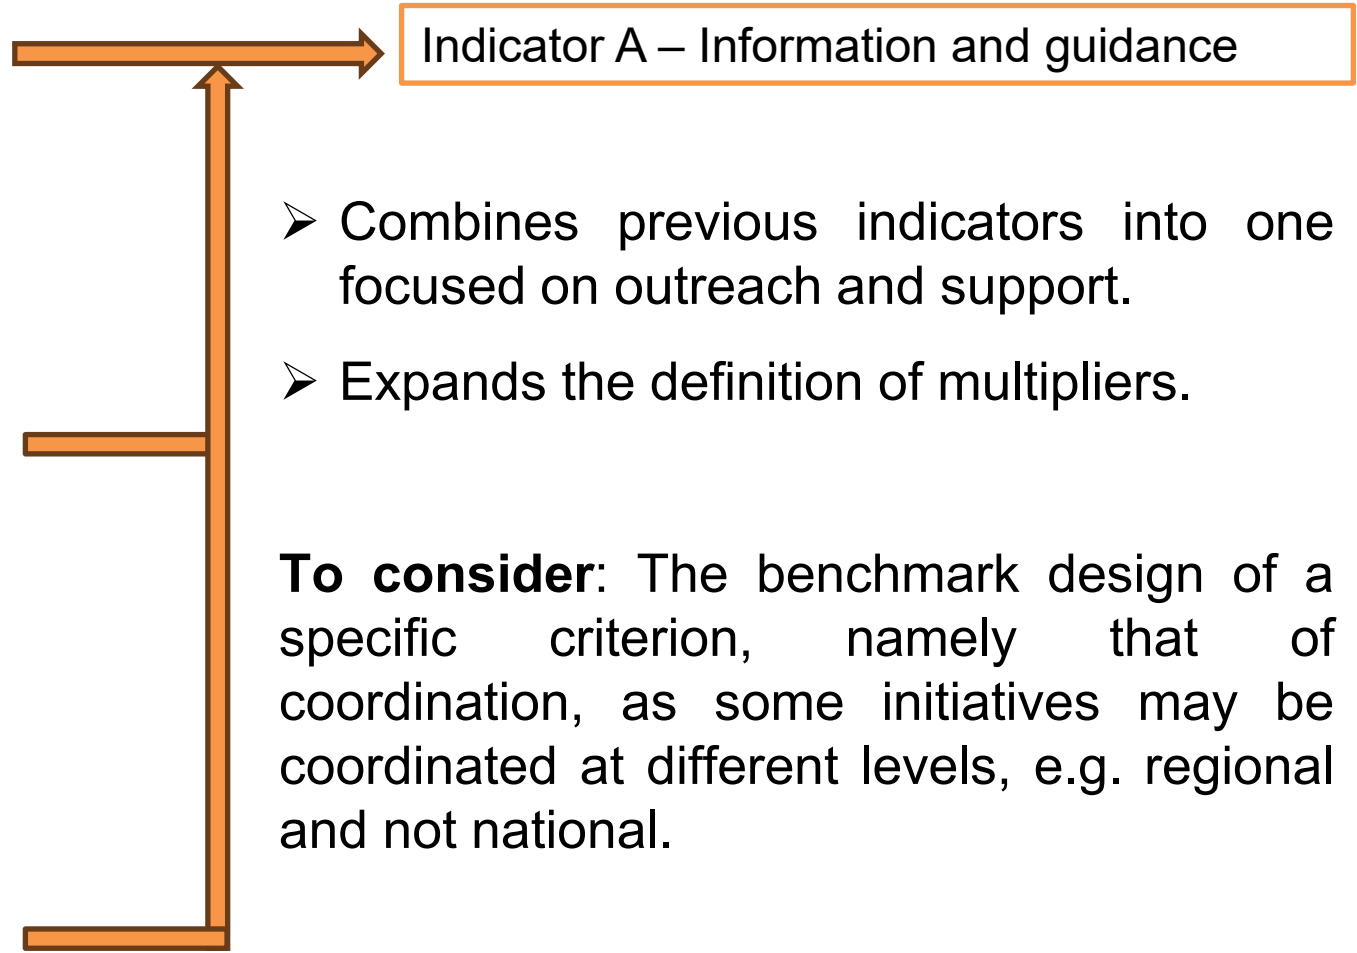 Indicator A – Information and guidance
➢ Combines previous indicators into one
focused on outreach and support.
➢ Expands the definition of multipliers.
To consider: The benchmark design of a
specific criterion, namely that of
coordination, as some initiatives may be
coordinated at different levels, e.g. regional
and not national.